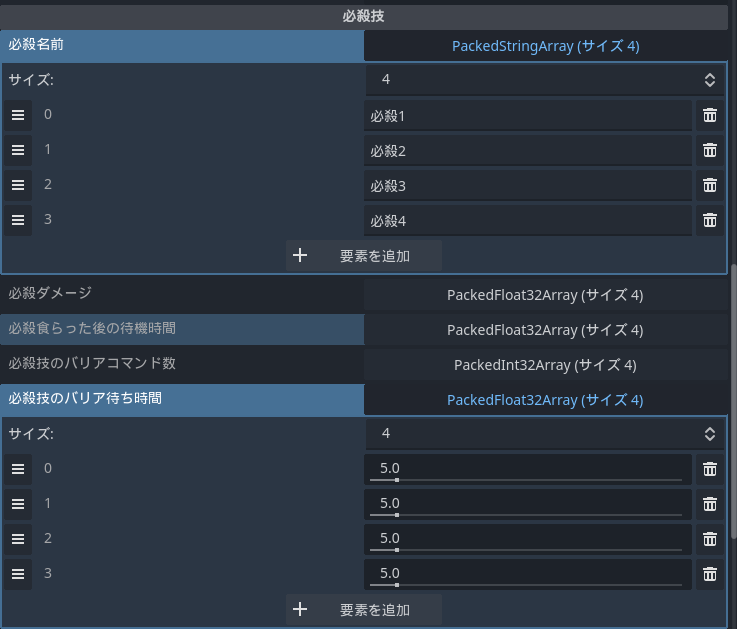 必殺技
必殺名前 PackedStringArray (サイズ 4)
サイズ: 4
0 必殺1
1 必殺2
2 必殺3
3 必殺4
要素を追加
必殺ダメージ PackedFloat32Array (サイズ 4)
必殺食らった後の待機時間 PackedFloat32Array (サイズ 4)
必殺技のバリアコマンド数 PackedInt32Array (サイズ 4)
必殺技のバリア待ち時間 PackedFloat32Array (サイズ 4)
サイズ: 4
0 5.0
1 5.0
2 5.0
3 5.0
要素を追加